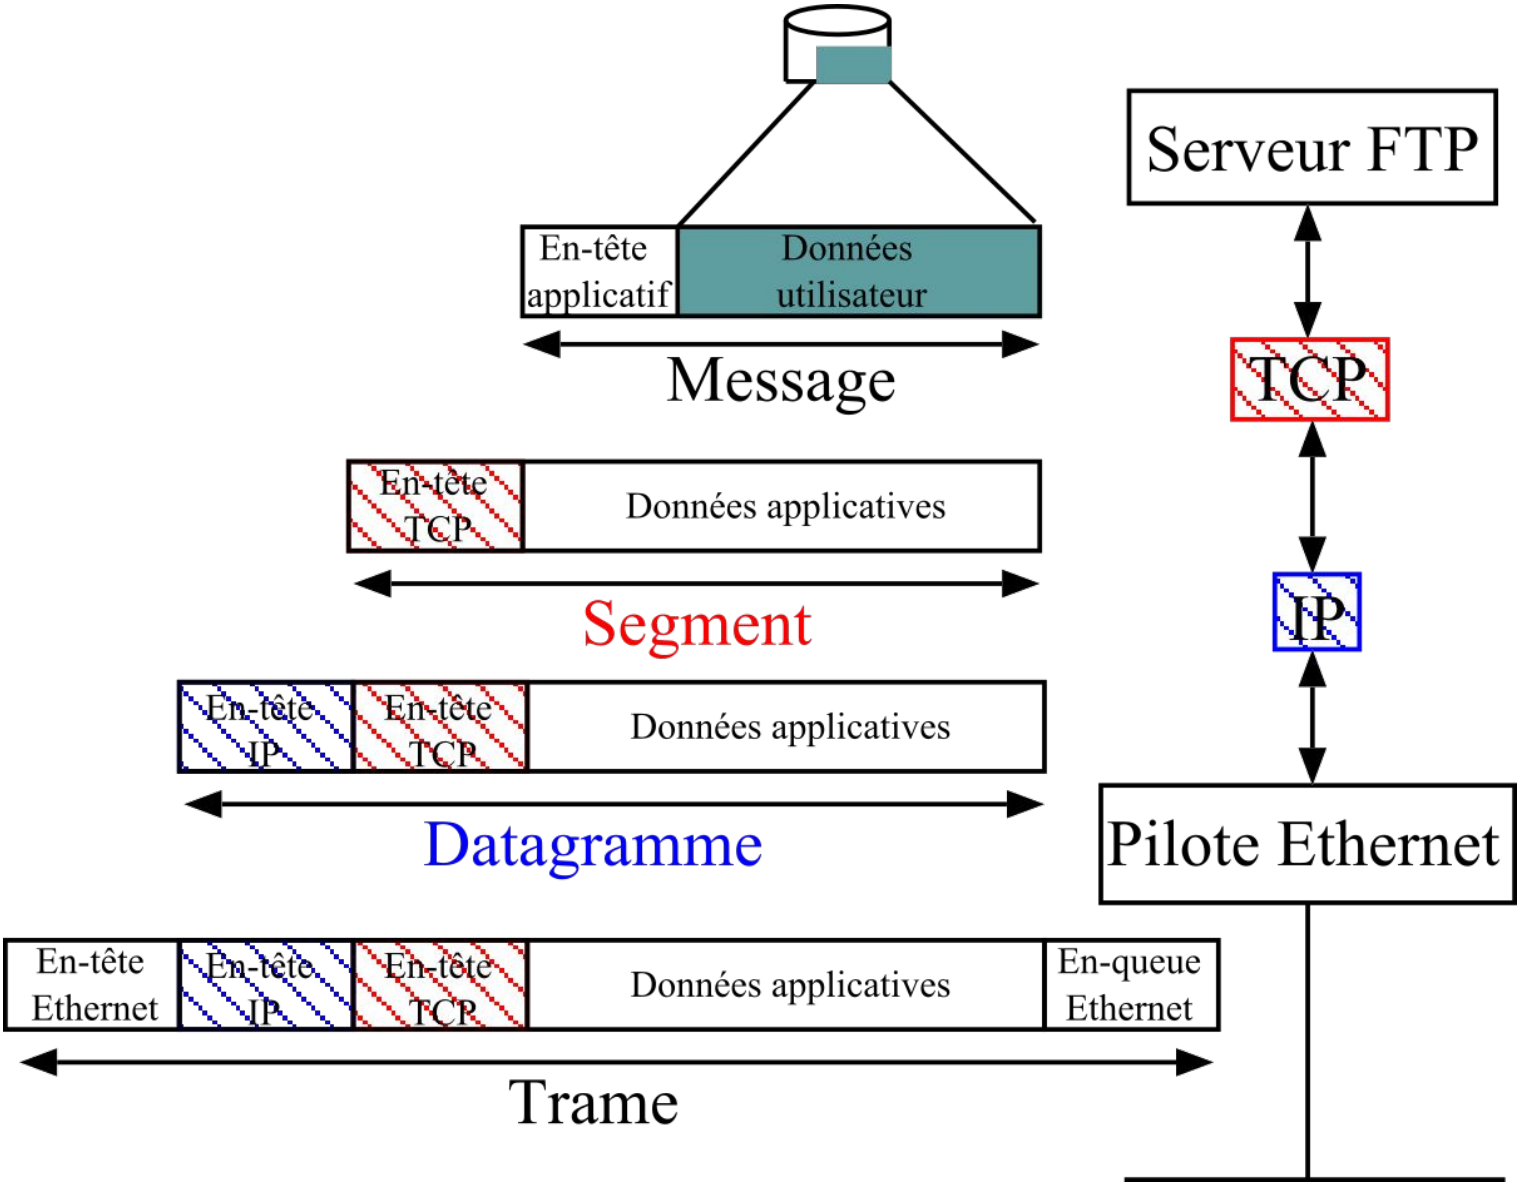 Serveur FTP
En-tête
applicatif
Données
utilisateur
Message
TCP
En-tête
TCP
Données applicatives
Segment
IP
En-tête
IP
En-tête
TCP
Données applicatives
Datagramme
Pilote Ethernet
En-tête
Ethernet
En-tête
IP
En-tête
TCP
Données applicatives
En-queue
Ethernet
Trame